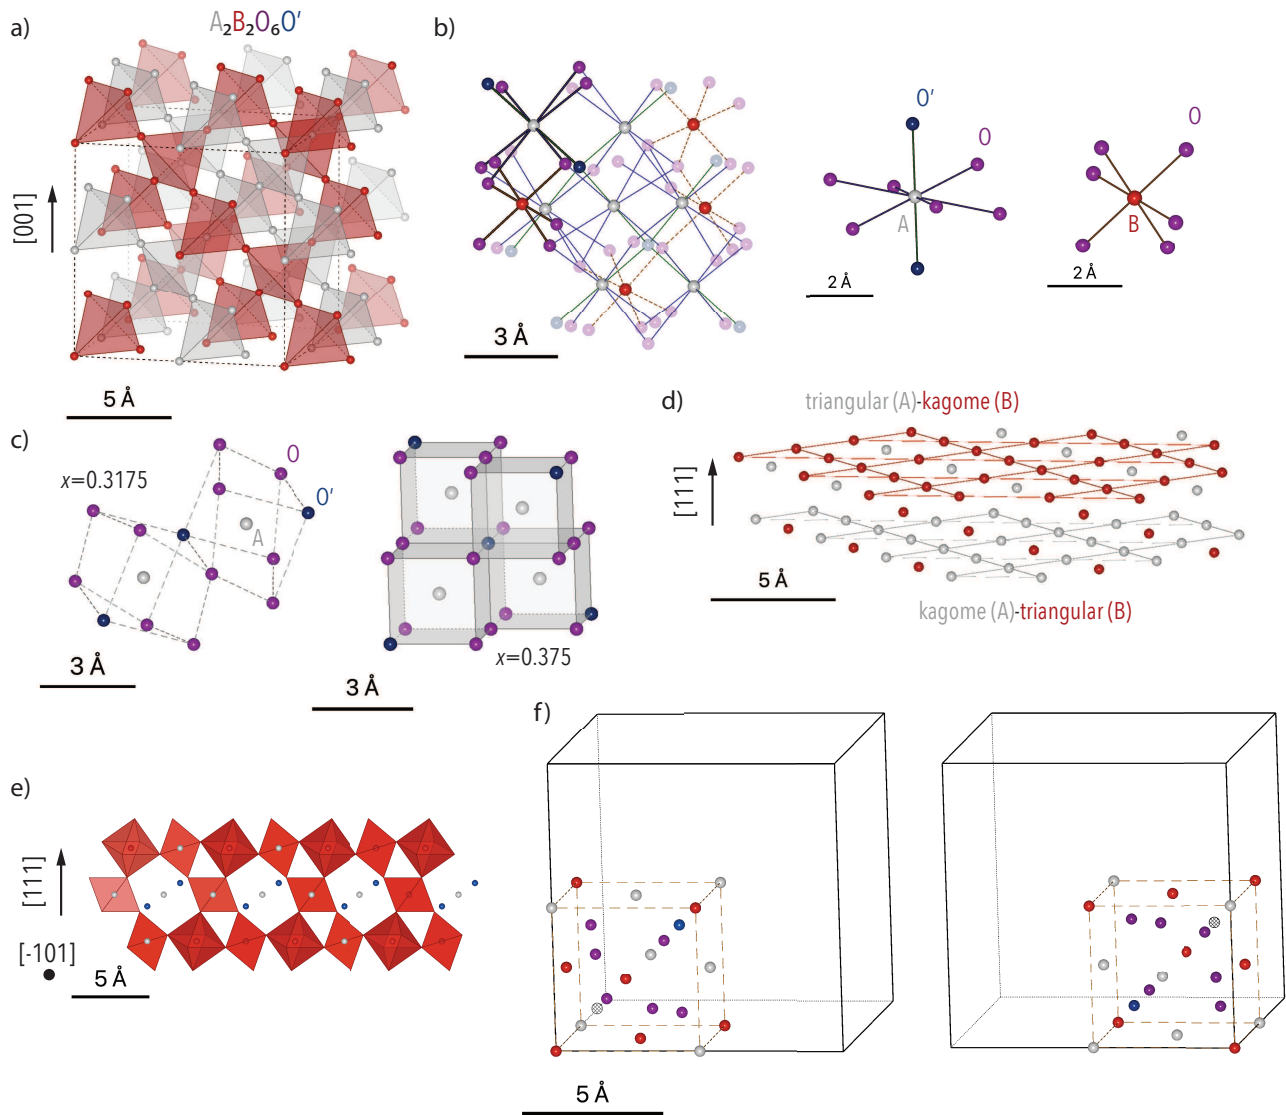 a)
A₂B₂O₆O’
[001]
5 Å
b)
3 Å
O’
O
A
2 Å
O
B
2 Å
c)
x=0.3175
O
O’
A
3 Å
x=0.375
3 Å
d)
triangular (A)-kagome (B)
[111]
5 Å
kagome (A)-triangular (B)
e)
[111]
[-101]
5 Å
f)
5 Å